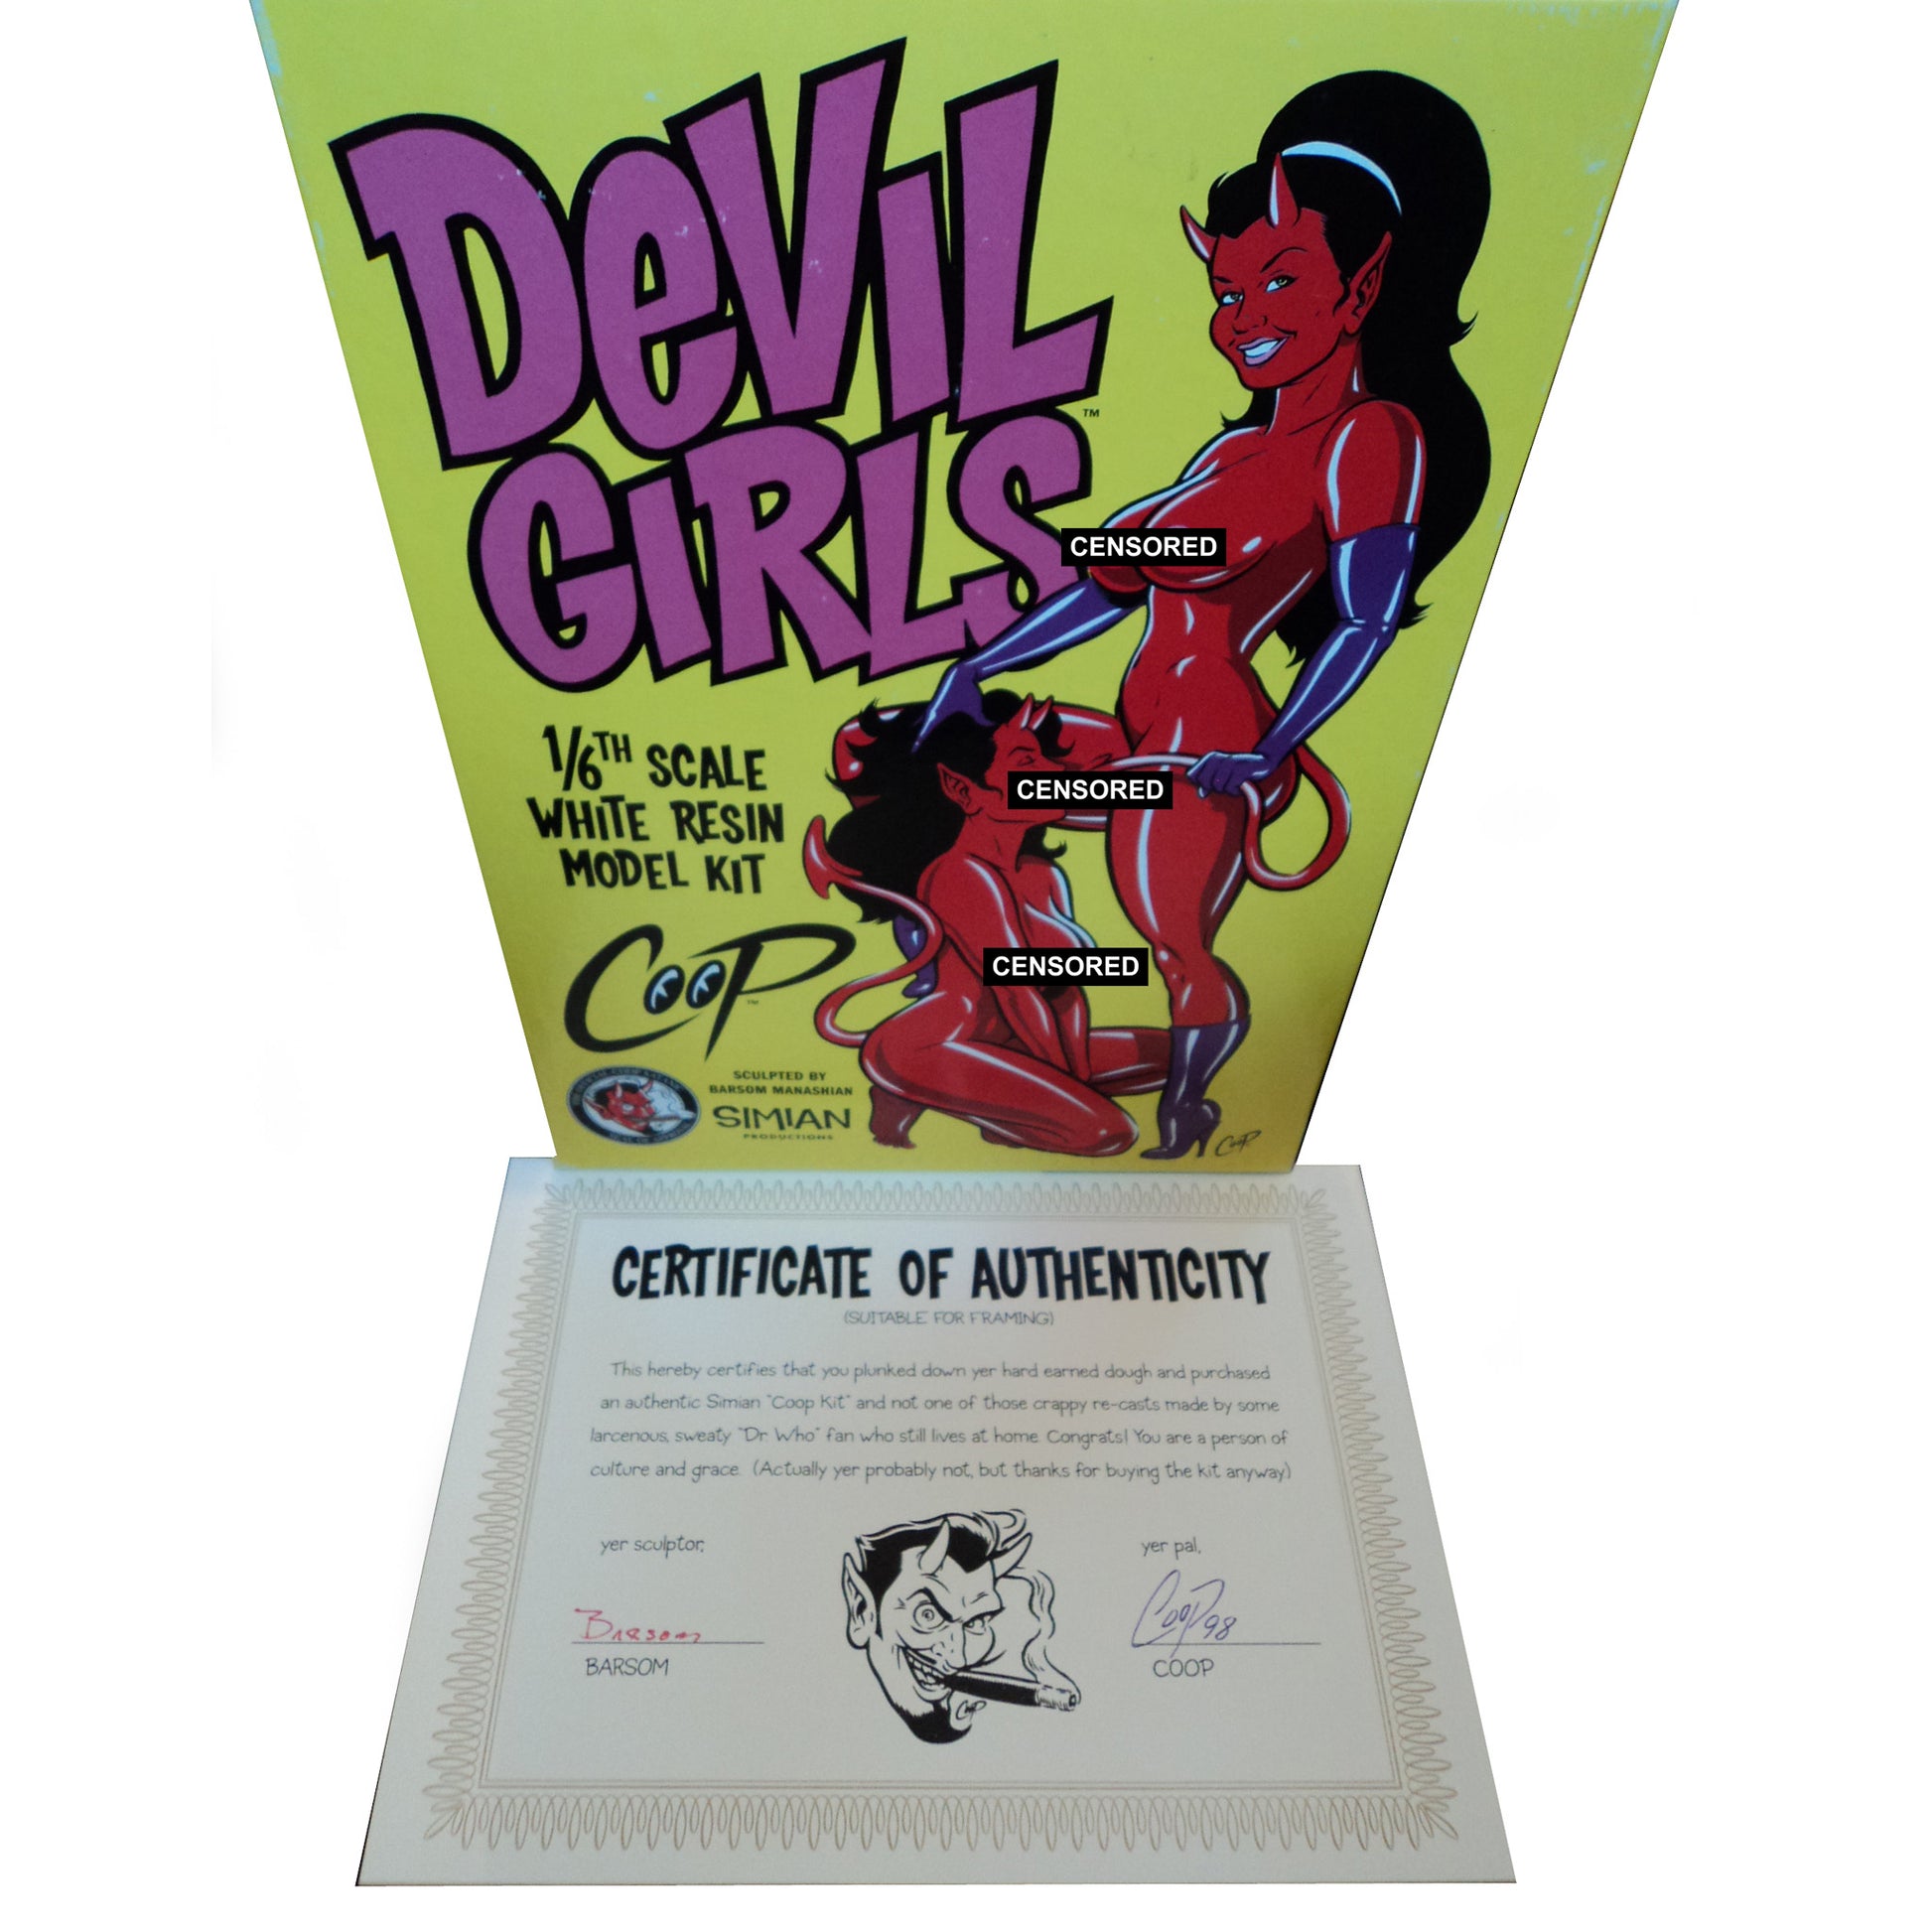 DEVIL
GIRLS
TM
CENSORED
1/6TH SCALE
WHITE RESIN
MODEL KIT
CENSORED
COOP
TM
CENSORED
SCULPTED BY
BARSOM MANASHIAN
SIMIAN
PRODUCTIONS
COOP
CERTIFICATE OF AUTHENTICITY
(SUITABLE FOR FRAMING)
This hereby certifies that you plunked down yer hard earned dough and purchased
an authentic Simian "Coop Kit" and not one of those crappy re-casts made by some
larcenous, sweaty "Dr. Who" fan who still lives at home. Congrats! You are a person of
culture and grace. (Actually yer probably not, but thanks for buying the kit anyway.)
yer sculptor,
yer pal,
Barsom
COOP 98
BARSOM
COOP
COOP